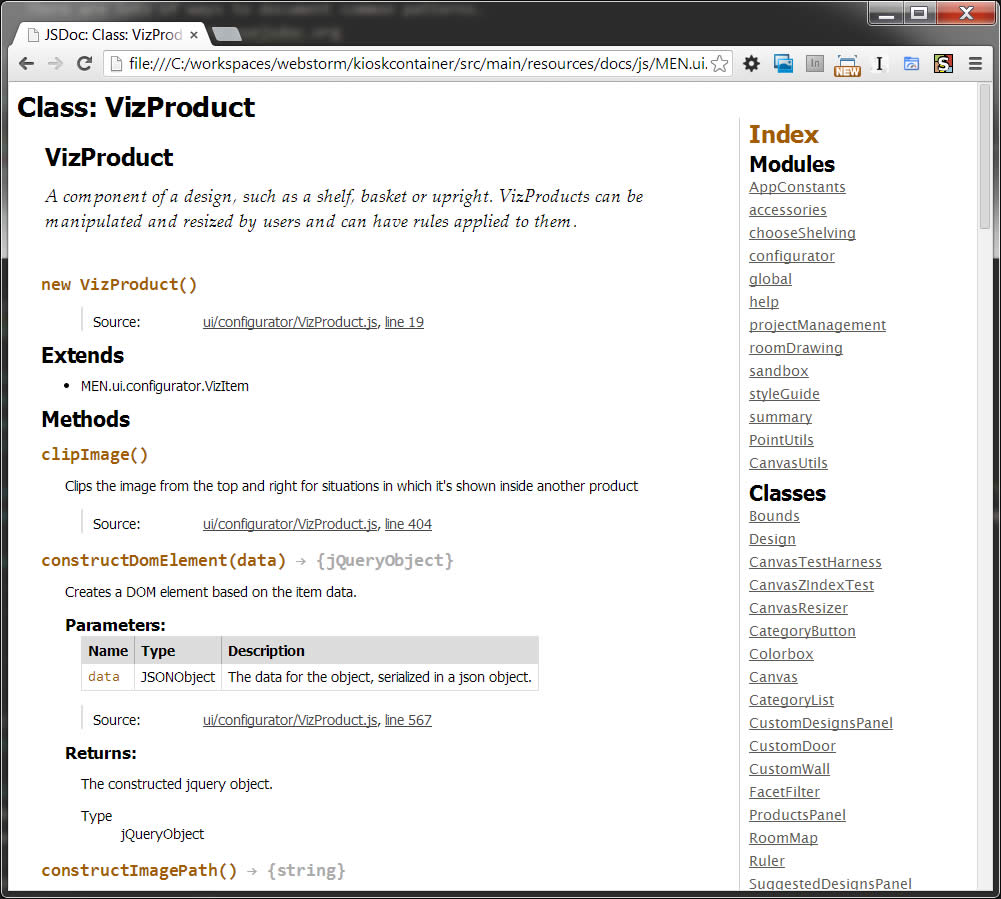 JSDoc: Class: VizProd
file:///C:/workspaces/webstorm/kioskcontainer/src/main/resources/docs/js/MEN.ui.
In
NEW
I
S
Class: VizProduct
VizProduct
A component of a design, such as a shelf, basket or upright. VizProducts can be
manipulated and resized by users and can have rules applied to them.
new VizProduct()
Source: ui/configurator/VizProduct.js, line 19
Extends
• MEN.ui.configurator.VizItem
Methods
clipImage()
Clips the image from the top and right for situations in which it's shown inside another product
Source: ui/configurator/VizProduct.js, line 404
constructDomElement(data) → {jQueryObject}
Creates a DOM element based on the item data.
Parameters:
Name Type Description
data JSONObject The data for the object, serialized in a json object.
Source: ui/configurator/VizProduct.js, line 567
Returns:
The constructed jquery object.
Type
jQueryObject
constructImagePath() → {string}
Index
Modules
AppConstants
accessories
chooseShelving
configurator
global
help
projectManagement
roomDrawing
sandbox
styleGuide
summary
PointUtils
CanvasUtils
Classes
Bounds
Design
CanvasTestHarness
CanvasZIndexTest
CanvasResizer
CategoryButton
Colorbox
Canvas
CategoryList
CustomDesignsPanel
CustomDoor
CustomWall
FacetFilter
ProductsPanel
RoomMap
Ruler
SuggestedDesignsPanel